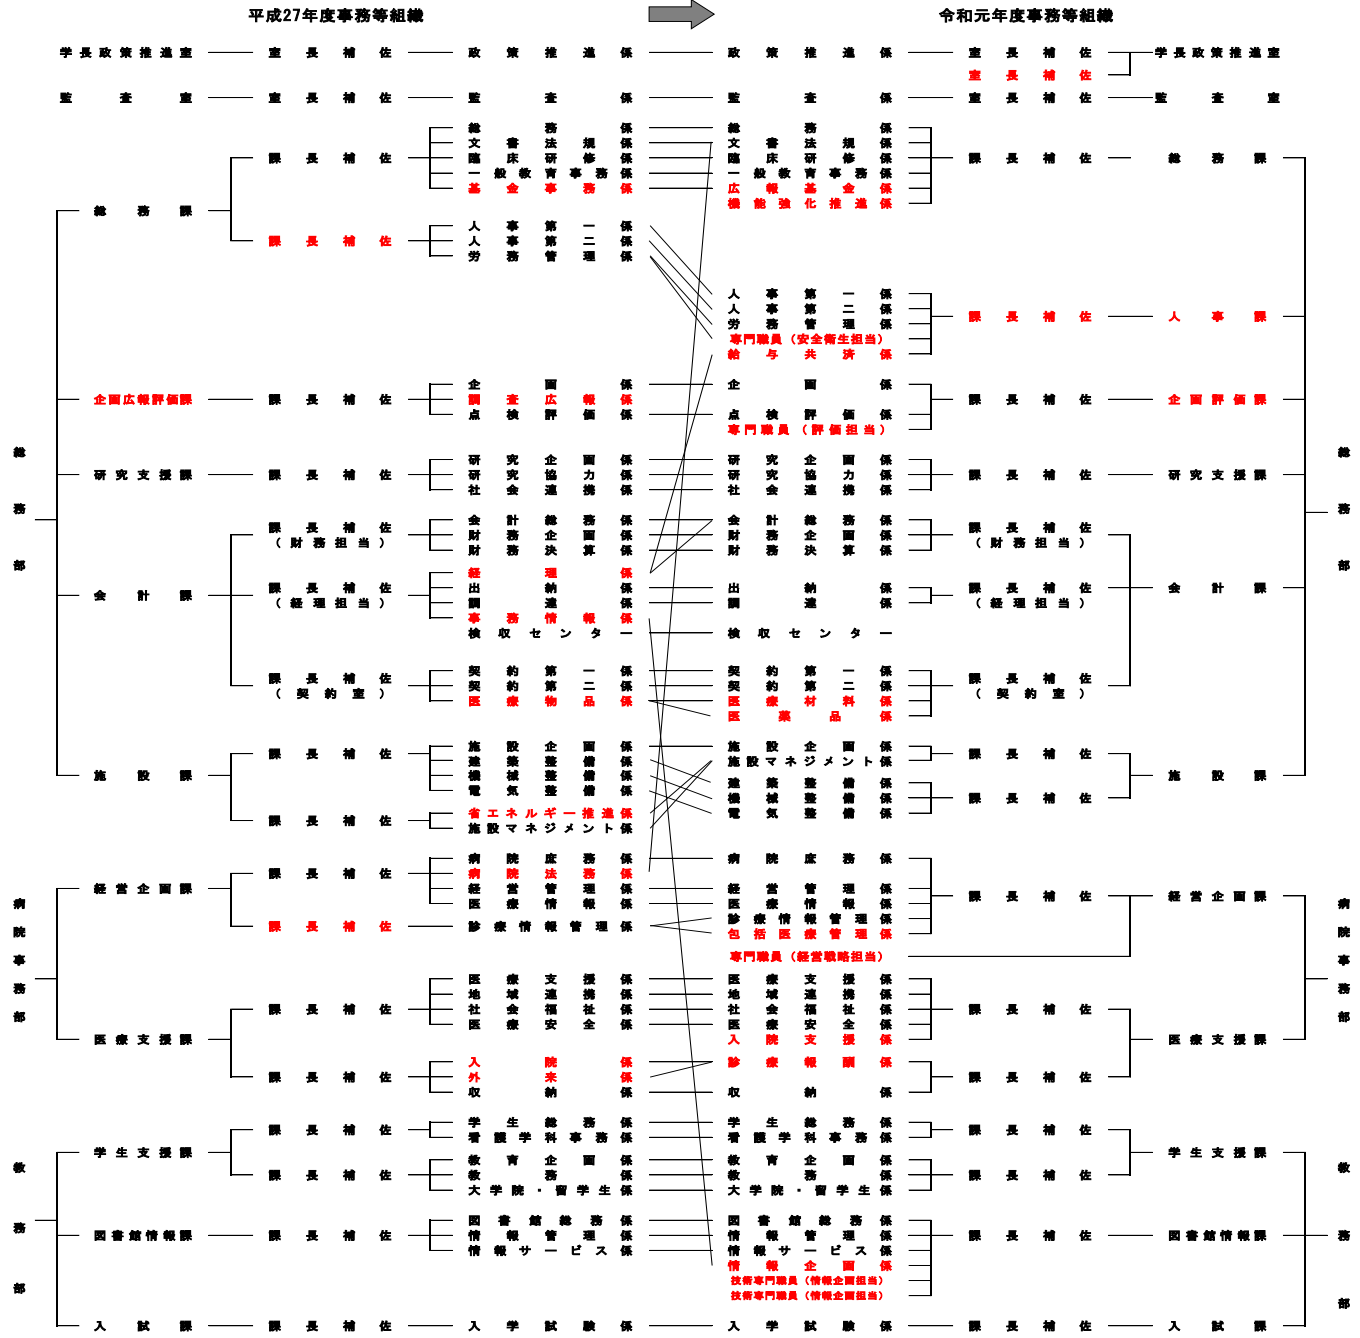 平成27年度事務等組織 令和元年度事務等組織
学長政策推進室 室長補佐 政策推進係 政策推進係 室長補佐 学長政策推進室
室長補佐
監査室 室長補佐 監査係 監査係 室長補佐 監査室
総務係 総務係
文書法規係 文書法規係
課長補佐 臨床研修係 臨床研修係 課長補佐 総務課
一般教育事務係 一般教育事務係
基金事務係 広報基金係
機能強化推進係
総務課
人事第一係
課長補佐 人事第二係
労務管理係
人事第一係
人事第二係
課長補佐 人事課
労務管理係
専門職員（安全衛生担当）
給与共済係
企画係 企画係
企画広報評価課 課長補佐 調査広報係 課長補佐 企画評価課
点検評価係 点検評価係
専門職員（評価担当）
総務部 総務部
研究企画係 研究企画係
研究支援課 課長補佐 研究協力係 研究協力係 課長補佐 研究支援課
社会連携係 社会連携係
会計総務係 会計総務係
課長補佐 課長補佐
財務企画係 財務企画係
（財務担当） （財務担当）
財務決算係 財務決算係
経理係
課長補佐 出納係 出納係 課長補佐
会計課 会計課
（経理担当） 調達係 調達係 （経理担当）
事務情報係
検収センター 検収センター
契約第一係 契約第一係
課長補佐 課長補佐
契約第二係 契約第二係
（契約室） （契約室）
医療物品係 医療材料係
医薬品係
施設企画係 施設企画係
課長補佐 課長補佐
建築整備係 施設マネジメント係
施設課 機械整備係 施設課
建築整備係
電気整備係
機械整備係 課長補佐
省エネルギー推進係 電気整備係
課長補佐
施設マネジメント係
病院庶務係 病院庶務係
課長補佐 病院法務係
経営企画課 経営管理係 経営管理係 課長補佐 経営企画課
医療情報係 医療情報係
診療情報管理係
課長補佐 診療情報管理係
包括医療管理係
専門職員（経営戦略担当）
病院事務部 病院事務部
医療支援係 医療支援係
地域連携係 地域連携係
課長補佐 社会福祉係 社会福祉係 課長補佐
医療安全係 医療安全係
医療支援課 入院支援係 医療支援課
入院係 診療報酬係
課長補佐 外来係 課長補佐
収納係 収納係
学生総務係 学生総務係
課長補佐 課長補佐
看護学科事務係 看護学科事務係
学生支援課 学生支援課
教育企画係 教育企画係
課長補佐 教務係 教務係 課長補佐
大学院・留学生係 大学院・留学生係
教務部 教務部
図書館総務係 図書館総務係
図書館情報課 課長補佐 情報管理係 情報管理係 課長補佐 図書館情報課
情報サービス係 情報サービス係
情報企画係
技術専門職員（情報企画担当）
技術専門職員（情報企画担当）
入試課 課長補佐 入学試験係 入学試験係 課長補佐 入試課